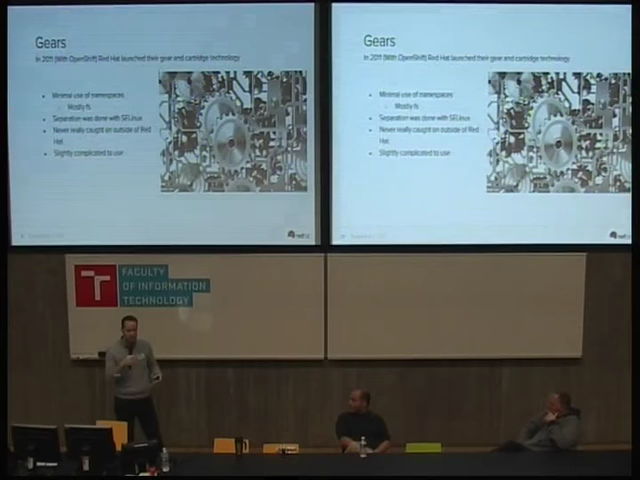 Gears
In 2011 (With OpenShift) Red Hat launched their gear and cartridge technology
Minimal use of namespaces
Mostly fs
Separation was done with SELinux
Never really caught on outside of Red
Hat
Slightly complicated to use
Gears
In 2011 (With OpenShift) Red Hat launched their gear and cartridge technology
Minimal use of namespaces
Mostly fs
Separation was done with SELinux
Never really caught on outside of Red
Hat
Slightly complicated to use
T
FACULTY
OF INFORMATION
TECHNOLOGY